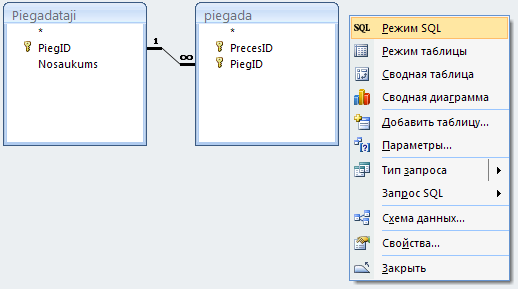 Piegadataji
*
PiegID
Nosaukums
1
∞
piegada
*
PrecesID
PiegID
SQL Режим SQL
Режим таблицы
Сводная таблица
Сводная диаграмма
Добавить таблицу...
Параметры...
Тип запроса
Запрос SQL
Схема данных...
Свойства...
Закрыть